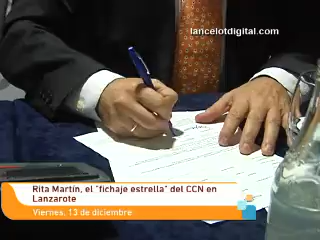 lancelotdigital.com
Rita Martín, el "fichaje estrella" del CCN en
Lanzarote
Viernes, 13 de diciembre